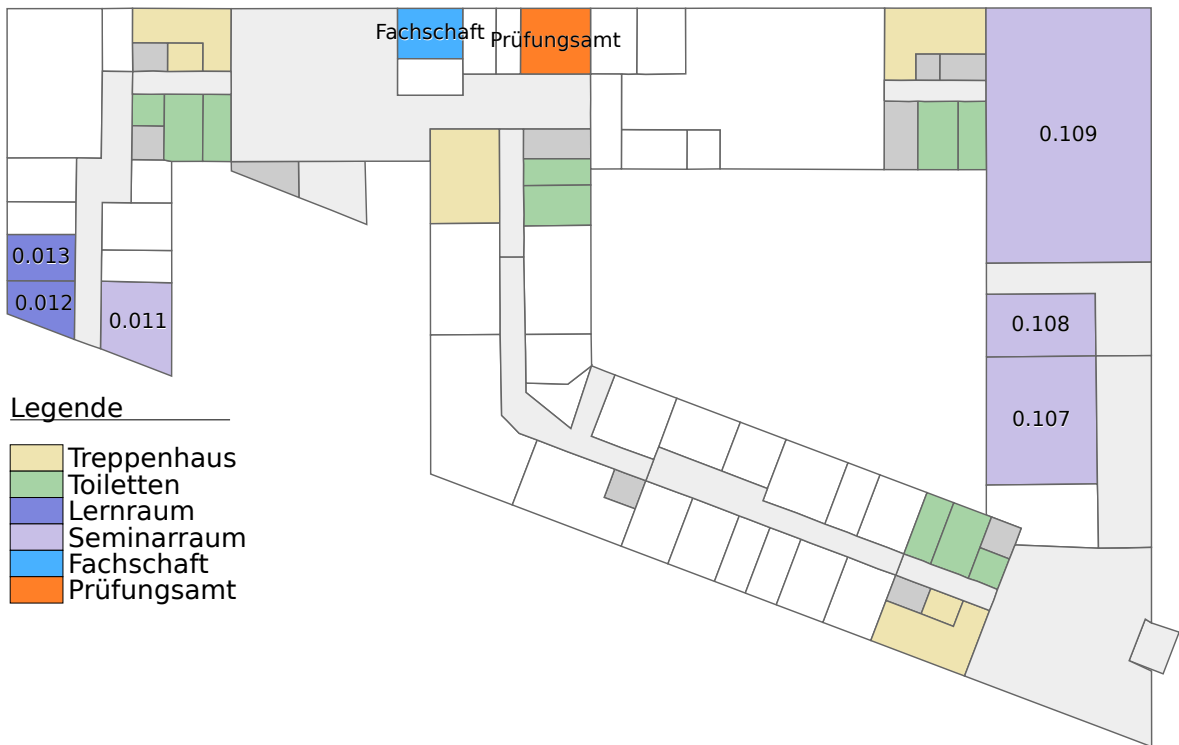 Fachschaft
Prüfungsamt
0.109
0.013
0.012
0.011
0.108
0.107
Legende
Treppenhaus
Toiletten
Lernraum
Seminarraum
Fachschaft
Prüfungsamt